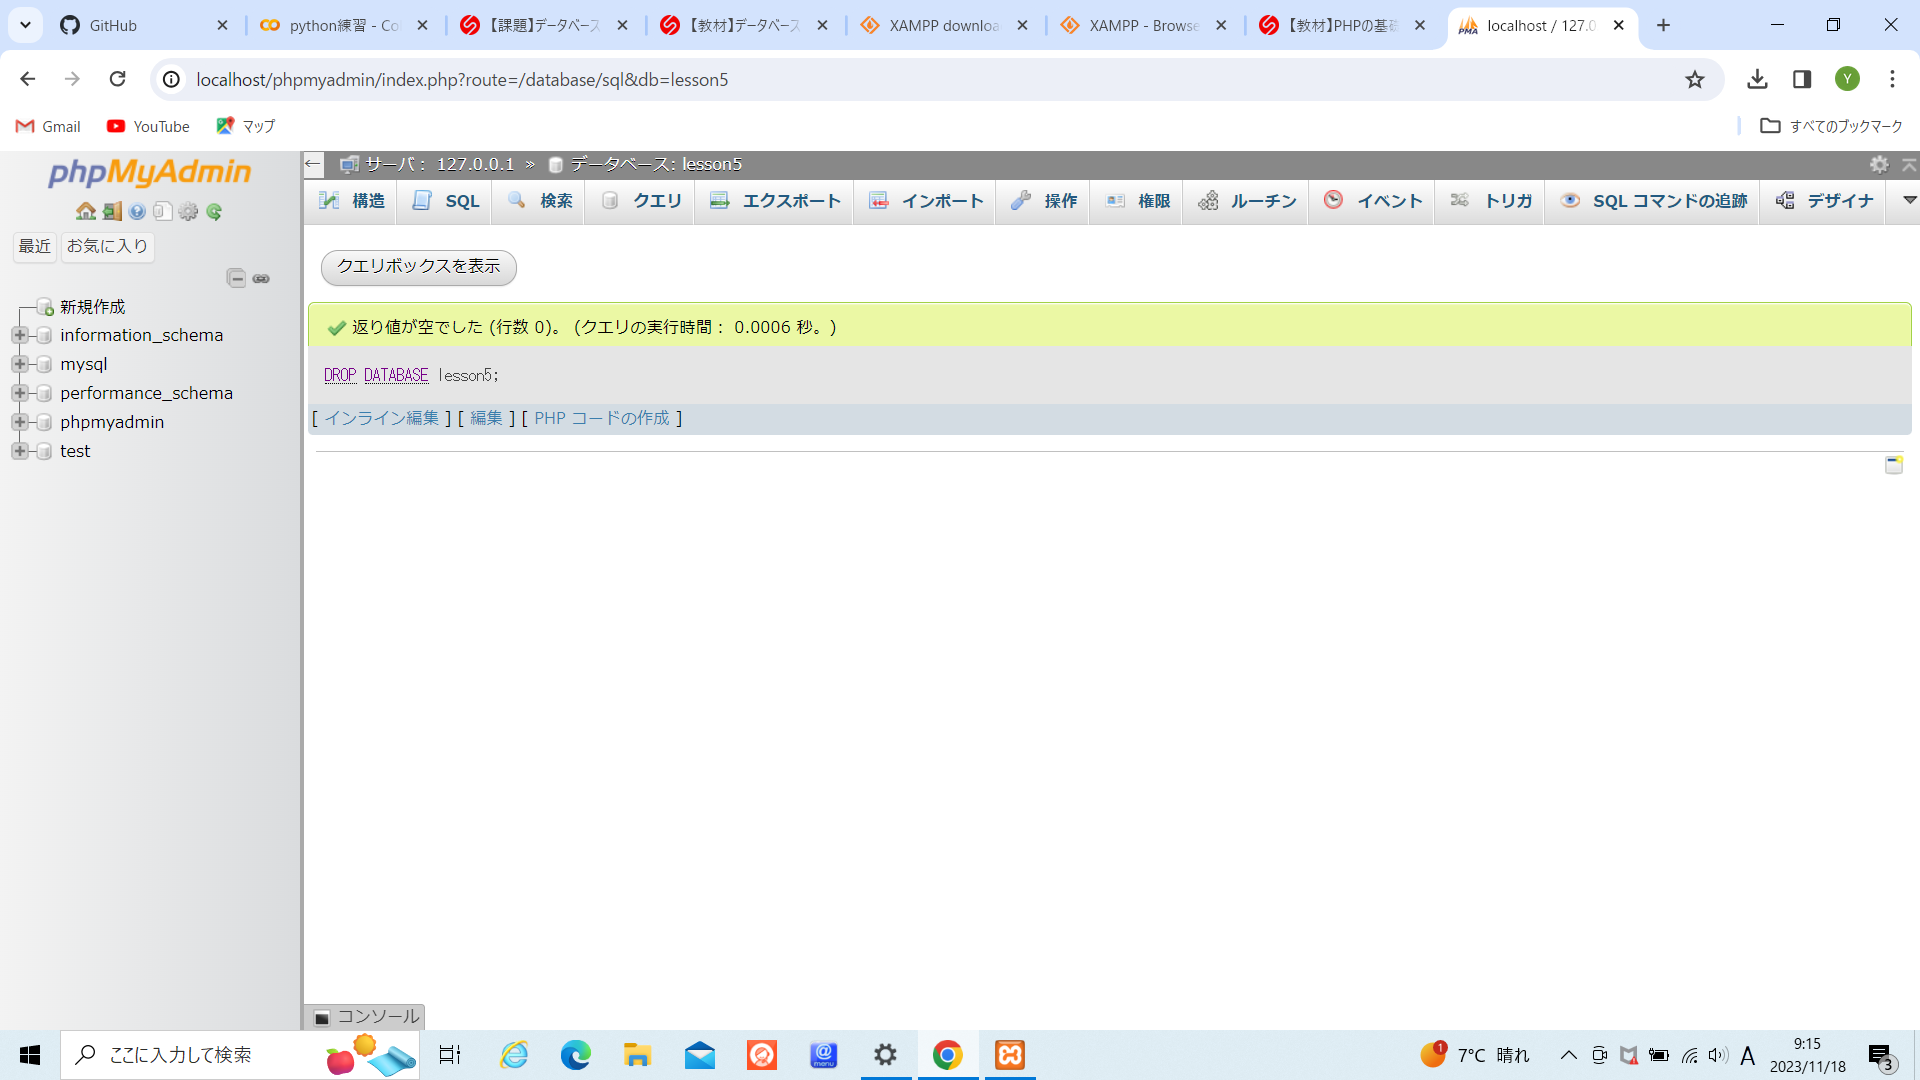 GitHub
python練習 - Co
【課題】データベース
【教材】データベース
XAMPP downloa
XAMPP - Browse
【教材】PHPの基礎
localhost / 127.0
localhost/phpmyadmin/index.php?route=/database/sql&db=lesson5
Y
Gmail
YouTube
マップ
すべてのブックマーク
phpMyAdmin
最近
お気に入り
新規作成
information_schema
mysql
performance_schema
phpmyadmin
test
サーバ： 127.0.0.1 » データベース: lesson5
構造
SQL
検索
クエリ
エクスポート
インポート
操作
権限
ルーチン
イベント
トリガ
SQL コマンドの追跡
デザイナ
クエリボックスを表示
返り値が空でした (行数 0)。 (クエリの実行時間： 0.0006 秒。)
DROP DATABASE lesson5;
[ インライン編集 ] [ 編集 ] [ PHP コードの作成 ]
コンソール
ここに入力して検索
@
menu
1
7°C 晴れ
A
9:15
2023/11/18
3